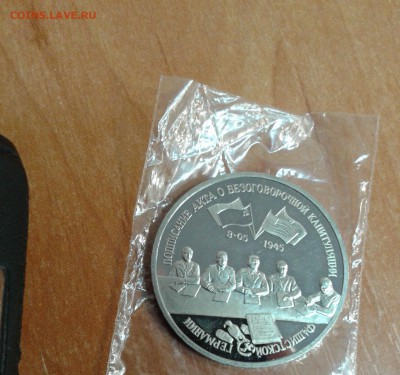 COINS.LAVE.RU
ПОДПИСАНИЕ АКТА О БЕЗОГОВОРОЧНОЙ КАПИТУЛЯЦИИ
8·05
1945
ФАШИСТСКОЙ ГЕРМАНИИ